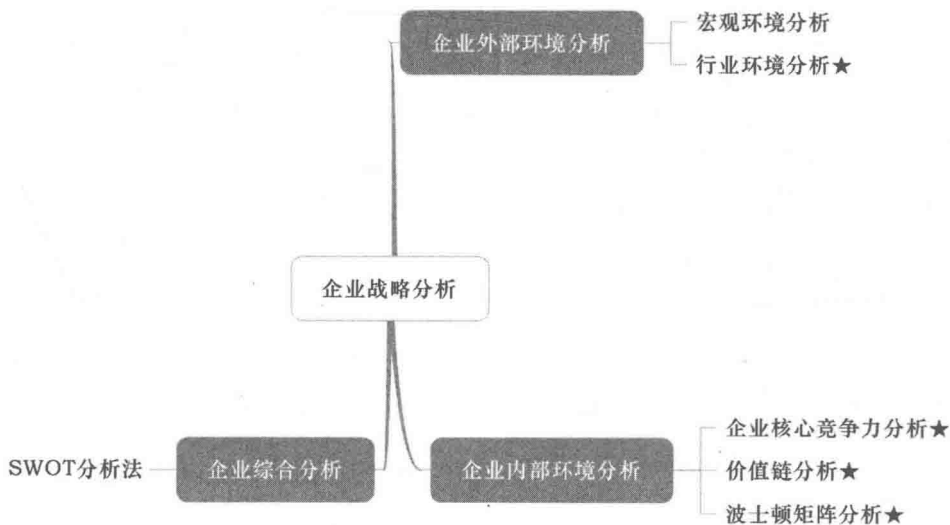 企业外部环境分析
宏观环境分析
行业环境分析★
企业战略分析
SWOT分析法
企业综合分析
企业内部环境分析
企业核心竞争力分析★
价值链分析★
波士顿矩阵分析★